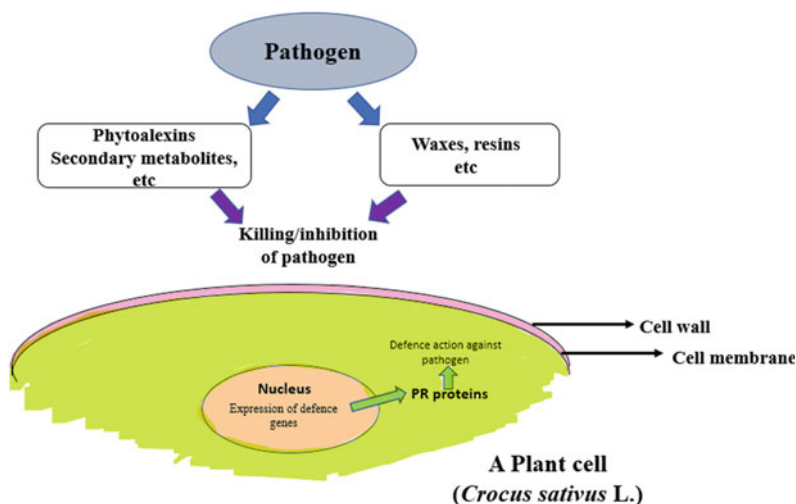 Pathogen
Phytoalexins
Secondary metabolites,
etc
Waxes, resins
etc
Killing/inhibition
of pathogen
Cell wall
Defence action against
pathogen
Cell membrane
Nucleus
PR proteins
Expression of defence
genes
A Plant cell
(Crocus sativus L.)